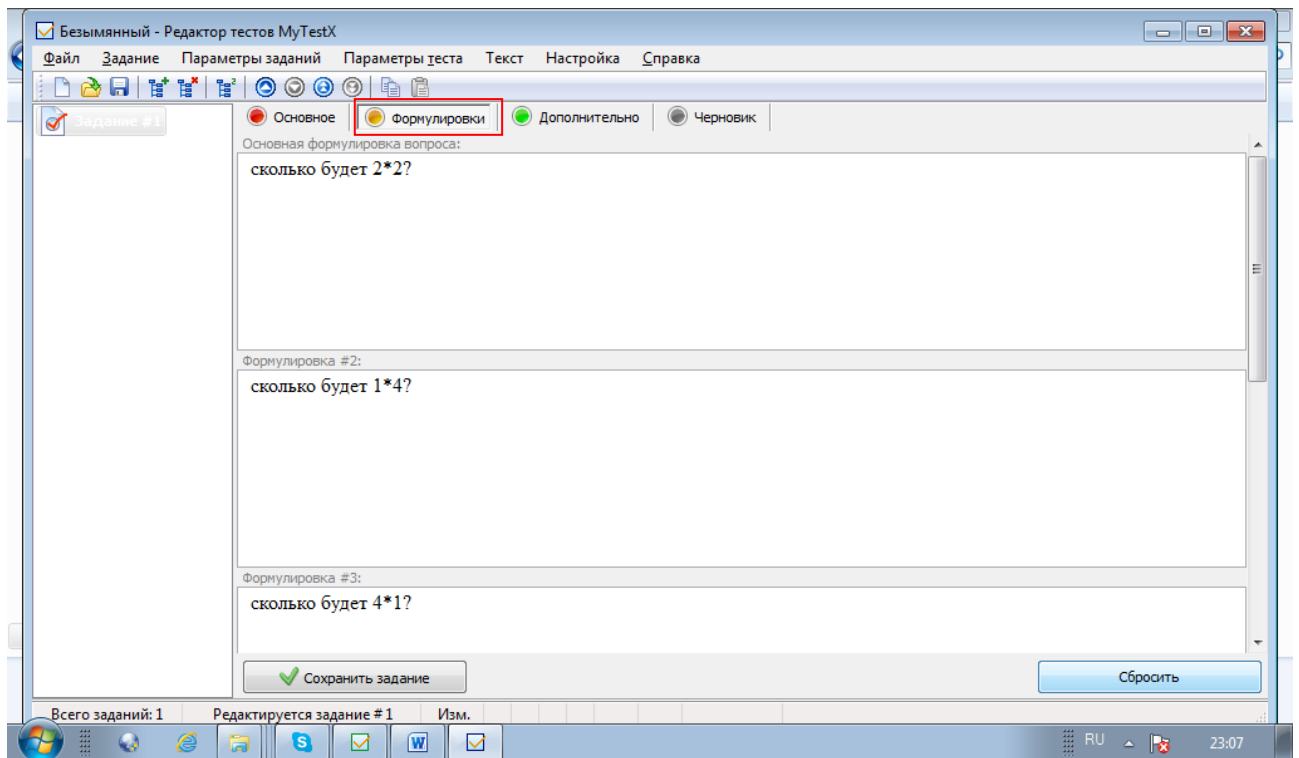 Безымянный - Редактор тестов MyTestX
Файл Задание Параметры заданий Параметры теста Текст Настройка Справка
Задание #1
Основное Формулировки Дополнительно Черновик
Основная формулировка вопроса:
сколько будет 2*2?
Формулировка #2:
сколько будет 1*4?
Формулировка #3:
сколько будет 4*1?
Сохранить задание Сбросить
Всего заданий: 1 Редактируется задание # 1 Изм.
RU 23:07